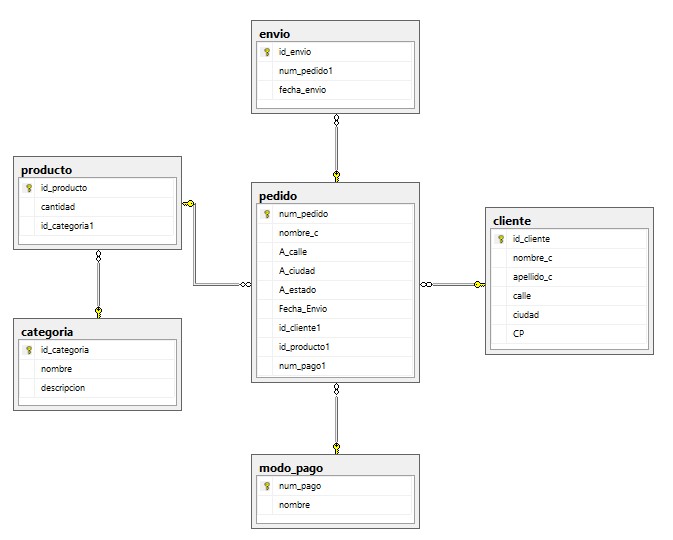 envio
id_envio
num_pedido1
fecha_envio
producto
id_producto
cantidad
id_categoria1
pedido
num_pedido
nombre_c
A_calle
A_ciudad
A_estado
Fecha_Envio
id_cliente1
id_producto1
num_pago1
cliente
id_cliente
nombre_c
apellido_c
calle
ciudad
CP
categoria
id_categoria
nombre
descripcion
modo_pago
num_pago
nombre